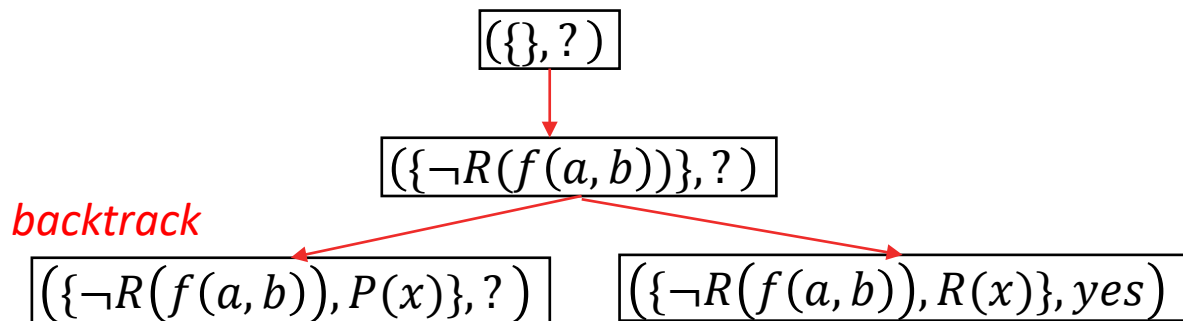 ({}, ?)
({¬R(f(a, b))}, ?)
backtrack
({¬R(f(a, b)), P(x)}, ?)
({¬R(f(a, b)), R(x)}, yes)